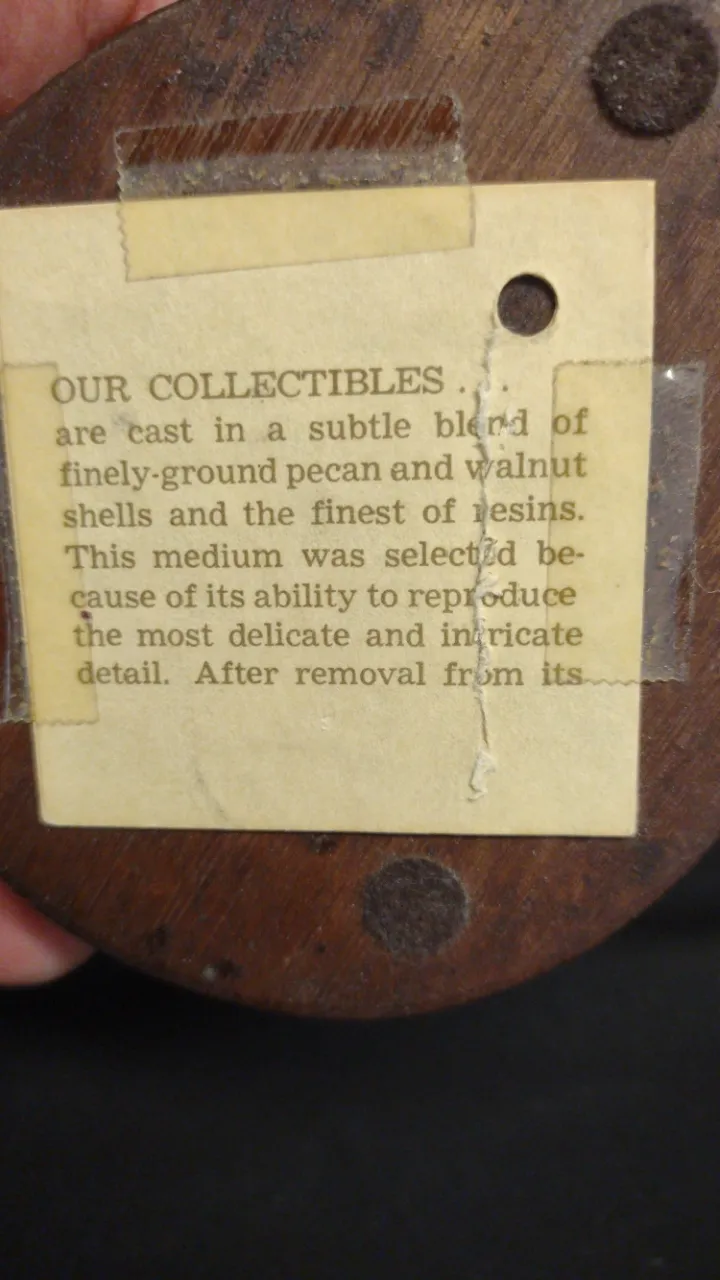 OUR COLLECTIBLES . . .
are cast in a subtle blend of
finely-ground pecan and walnut
shells and the finest of resins.
This medium was selected be-
cause of its ability to reproduce
the most delicate and intricate
detail. After removal from its